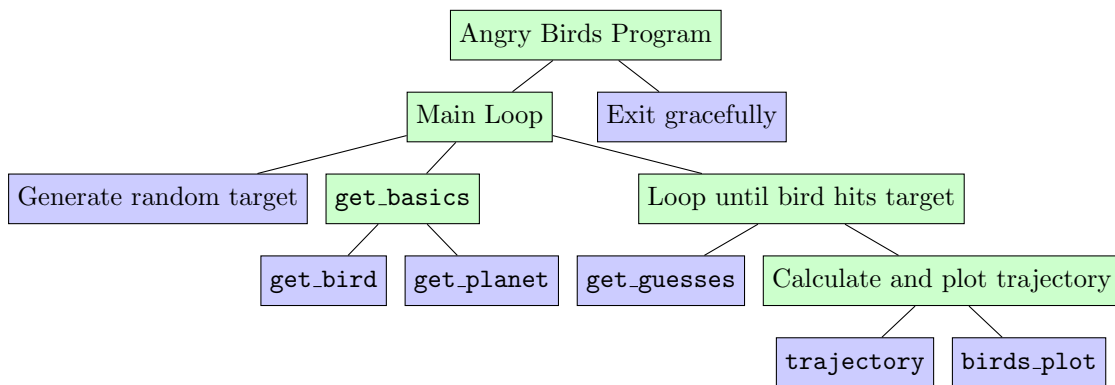 Angry Birds Program
Main Loop
Exit gracefully
Generate random target
get_basics
Loop until bird hits target
get_bird
get_planet
get_guesses
Calculate and plot trajectory
trajectory
birds_plot